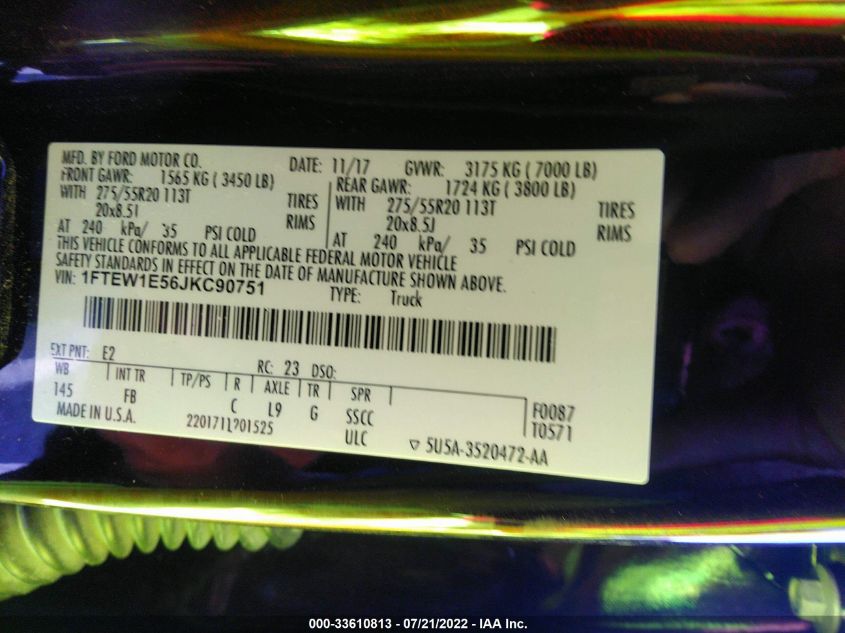 MFD. BY FORD MOTOR CO. DATE: 11/17 GVWR: 3175 KG ( 7000 LB)
FRONT GAWR: 1565 KG ( 3450 LB) REAR GAWR: 1724 KG ( 3800 LB)
WITH 275/55R20 113T TIRES WITH 275/55R20 113T TIRES
20x8.5J RIMS 20x8.5J RIMS
AT 240 kPa/ 35 PSI COLD AT 240 kPa/ 35 PSI COLD
THIS VEHICLE CONFORMS TO ALL APPLICABLE FEDERAL MOTOR VEHICLE
SAFETY STANDARDS IN EFFECT ON THE DATE OF MANUFACTURE SHOWN ABOVE.
VIN: 1FTEW1E56JKC90751 TYPE: Truck
EXT PNT: E2 RC: 23 DSO:
WB INT TR TP/PS R AXLE TR SPR
145 FB C L9 G SSCC F0087
MADE IN U.S.A. ULC T0571
▽ 5U5A-3520472-AA
000-33610813 - 07/21/2022 - IAA Inc.